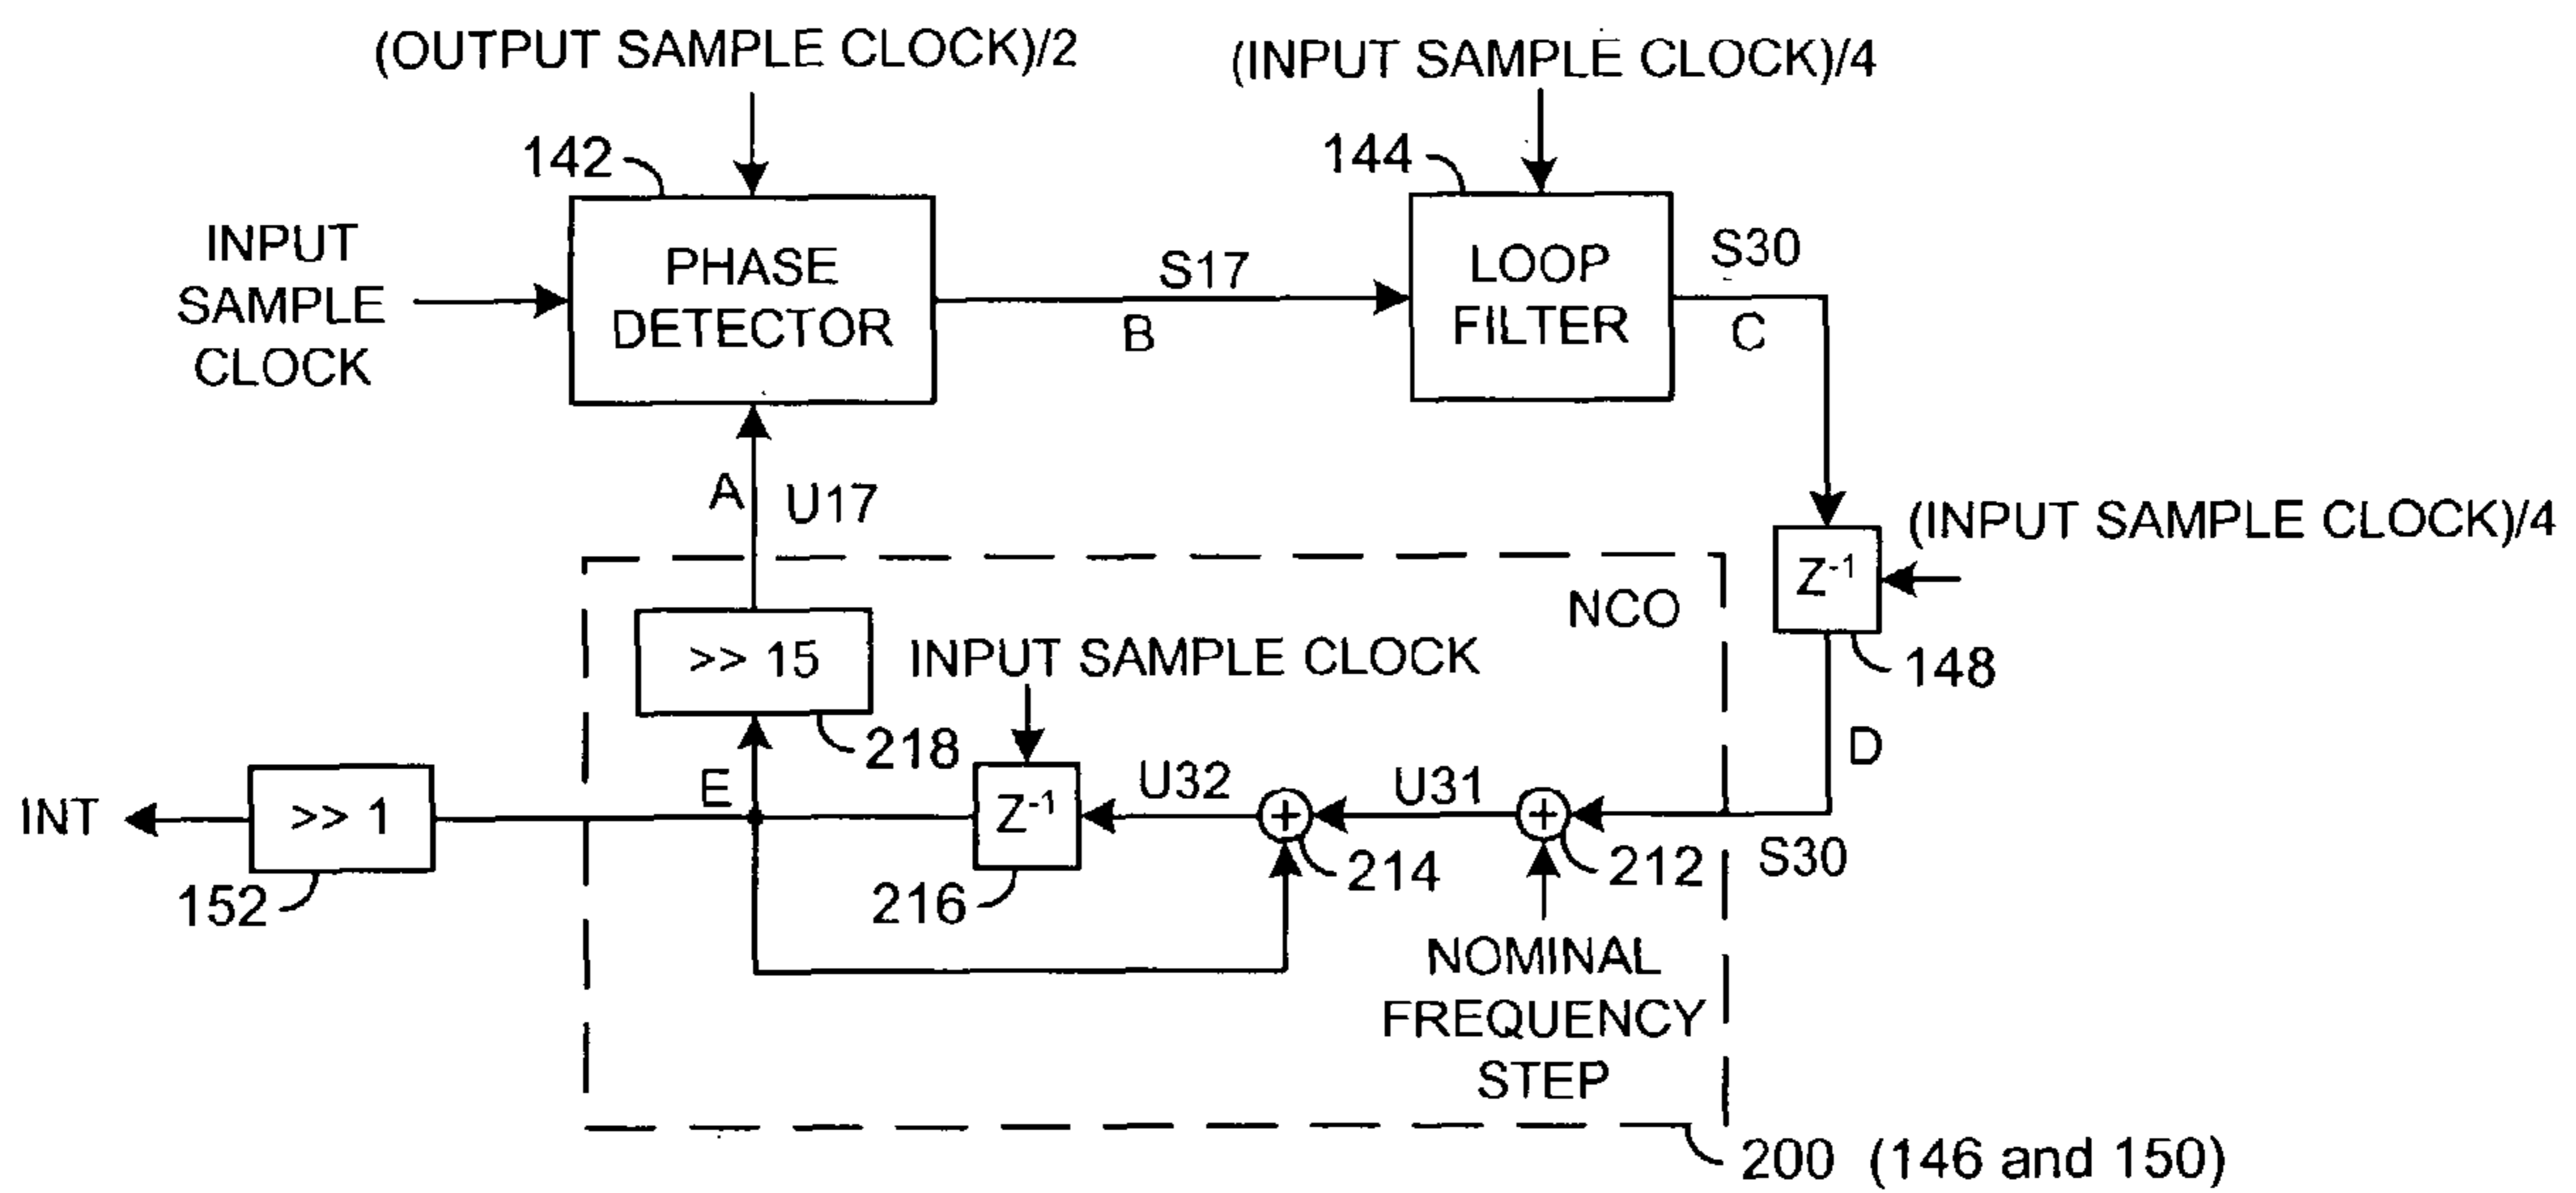 (OUTPUT SAMPLE CLOCK)/2
(INPUT SAMPLE CLOCK)/4
142
144
INPUT
SAMPLE
CLOCK
PHASE
DETECTOR
S17
B
LOOP
FILTER
S30
C
A
U17
(INPUT SAMPLE CLOCK)/4
Z⁻¹
148
NCO
>> 15
INPUT SAMPLE CLOCK
218
D
E
U32
U31
INT
>> 1
Z⁻¹
+
+
152
216
214
212
S30
NOMINAL
FREQUENCY
STEP
200 (146 and 150)